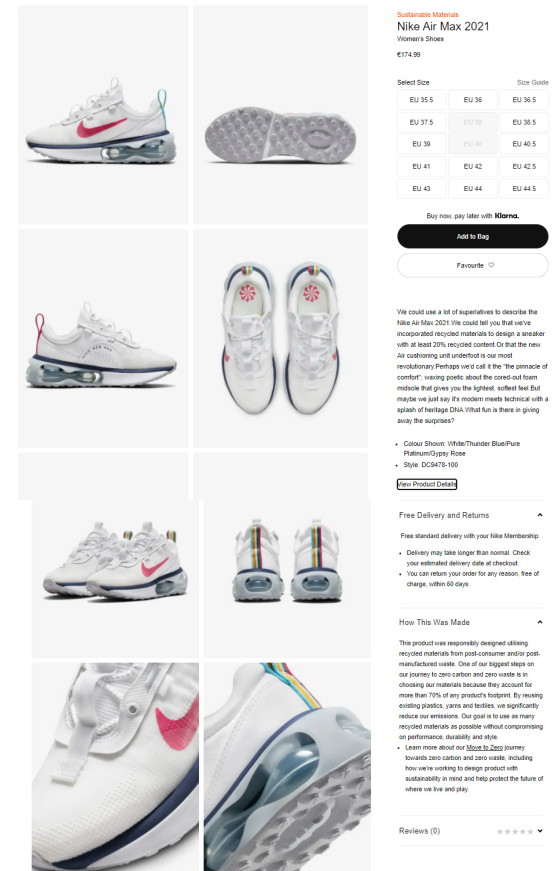 Sustainable Materials
Nike Air Max 2021
Women's Shoes
€174.99
Select Size
Size Guide
EU 35.5
EU 36
EU 36.5
EU 37.5
EU 38
EU 38.5
EU 39
EU 40
EU 40.5
EU 41
EU 42
EU 42.5
EU 43
EU 44
EU 44.5
Buy now, pay later with Klarna.
Add to Bag
Favourite
We could use a lot of superlatives to describe the
Nike Air Max 2021.We could tell you that we've
incorporated recycled materials to design a sneaker
with at least 20% recycled content.Or that the new
Air cushioning unit underfoot is our most
revolutionary.Perhaps we'd call it the "the pinnacle of
comfort", waxing poetic about the cored-out foam
midsole that gives you the lightest, softest feel.But
maybe we just say it's modern meets technical with a
splash of heritage DNA.What fun is there in giving
away the surprises?
• Colour Shown: White/Thunder Blue/Pure
Platinum/Gypsy Rose
• Style: DC9478-100
View Product Details
Free Delivery and Returns
Free standard delivery with your Nike Membership.
• Delivery may take longer than normal. Check
your estimated delivery date at checkout.
• You can return your order for any reason, free of
charge, within 60 days.
How This Was Made
This product was responsibly designed utilising
recycled materials from post-consumer and/or post-
manufactured waste. One of our biggest steps on
our journey to zero carbon and zero waste is in
choosing our materials because they account for
more than 70% of any product's footprint. By reusing
existing plastics, yarns and textiles, we significantly
reduce our emissions. Our goal is to use as many
recycled materials as possible without compromising
on performance, durability and style.
• Learn more about our Move to Zero journey
towards zero carbon and zero waste, including
how we're working to design product with
sustainability in mind and help protect the future of
where we live and play.
Reviews (0)